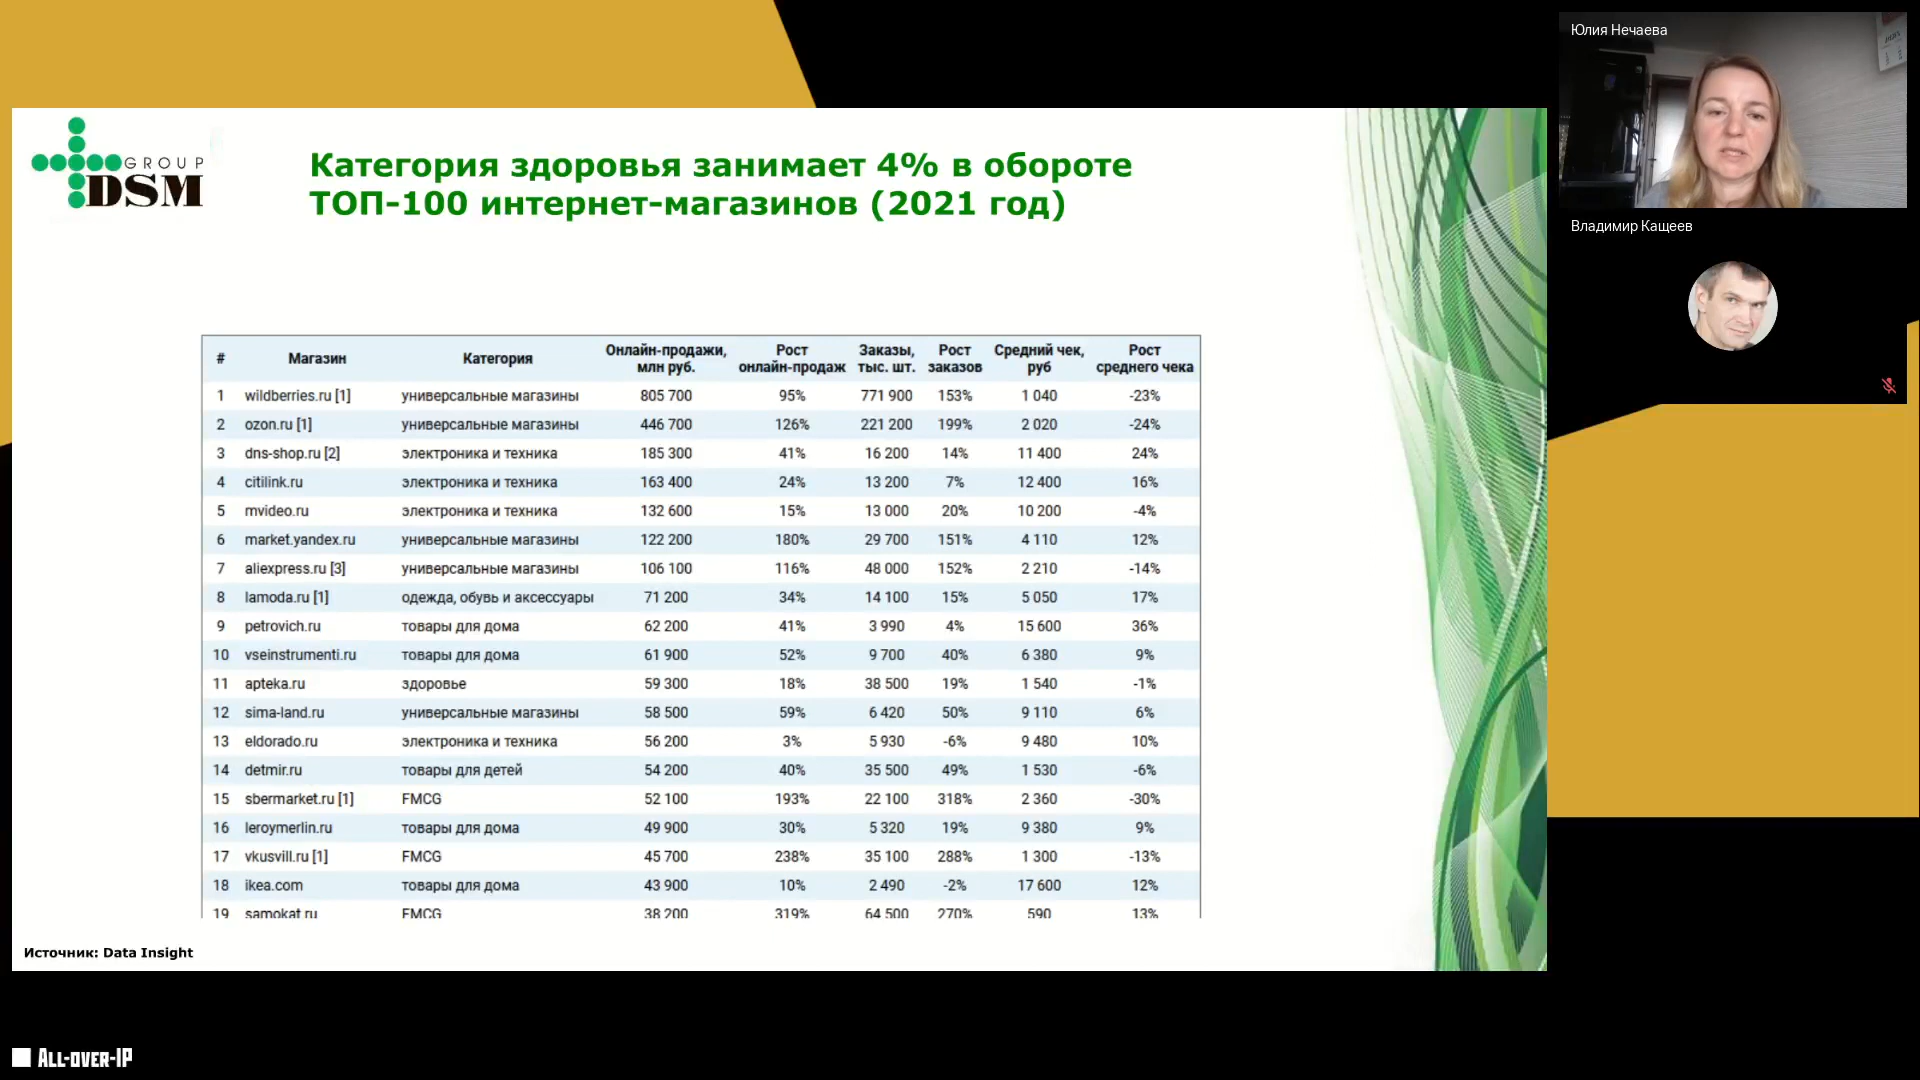 Юлия Нечаева
Владимир Кащеев
GROUP
DSM
Категория здоровья занимает 4% в обороте
ТОП-100 интернет-магазинов (2021 год)
# Магазин Категория Онлайн-продажи, млн руб. Рост онлайн-продаж Заказы, тыс. шт. Рост заказов Средний чек, руб Рост среднего чека
1 wildberries.ru [1] универсальные магазины 805 700 95% 771 900 153% 1 040 -23%
2 ozon.ru [1] универсальные магазины 446 700 126% 221 200 199% 2 020 -24%
3 dns-shop.ru [2] электроника и техника 185 300 41% 16 200 14% 11 400 24%
4 citilink.ru электроника и техника 163 400 24% 13 200 7% 12 400 16%
5 mvideo.ru электроника и техника 132 600 15% 13 000 20% 10 200 -4%
6 market.yandex.ru универсальные магазины 122 200 180% 29 700 151% 4 110 12%
7 aliexpress.ru [3] универсальные магазины 106 100 116% 48 000 152% 2 210 -14%
8 lamoda.ru [1] одежда, обувь и аксессуары 71 200 34% 14 100 15% 5 050 17%
9 petrovich.ru товары для дома 62 200 41% 3 990 4% 15 600 36%
10 vseinstrumenti.ru товары для дома 61 900 52% 9 700 40% 6 380 9%
11 apteka.ru здоровье 59 300 18% 38 500 19% 1 540 -1%
12 sima-land.ru универсальные магазины 58 500 59% 6 420 50% 9 110 6%
13 eldorado.ru электроника и техника 56 200 3% 5 930 -6% 9 480 10%
14 detmir.ru товары для детей 54 200 40% 35 500 49% 1 530 -6%
15 sbermarket.ru [1] FMCG 52 100 193% 22 100 318% 2 360 -30%
16 leroymerlin.ru товары для дома 49 900 30% 5 320 19% 9 380 9%
17 vkusvill.ru [1] FMCG 45 700 238% 35 100 288% 1 300 -13%
18 ikea.com товары для дома 43 900 10% 2 490 -2% 17 600 12%
19 samokat.ru FMCG 38 200 319% 64 500 270% 590 13%
Источник: Data Insight
ALL-OVER-IP